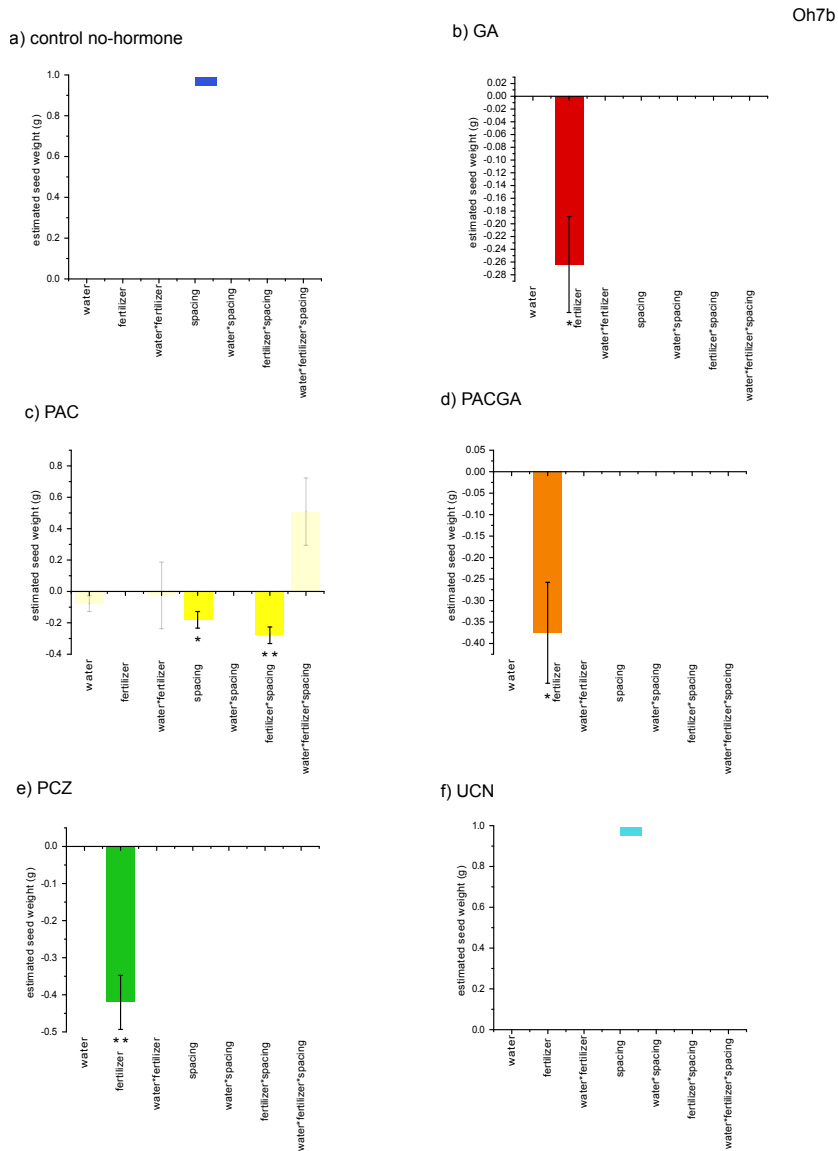 Oh7b
a) control no-hormone
1.0
0.8
0.6
0.4
0.2
0.0
estimated seed weight (g)
water
fertilizer
water*fertilizer
spacing
water*spacing
fertilizer*spacing
water*fertilizer*spacing
b) GA
0.02
0.00
-0.02
-0.04
-0.06
-0.08
-0.10
-0.12
-0.14
-0.16
-0.18
-0.20
-0.22
-0.24
-0.26
-0.28
estimated seed weight (g)
*
water
fertilizer
water*fertilizer
spacing
water*spacing
fertilizer*spacing
water*fertilizer*spacing
c) PAC
0.8
0.6
0.4
0.2
0.0
-0.2
-0.4
estimated seed weight (g)
*
**
water
fertilizer
water*fertilizer
spacing
water*spacing
fertilizer*spacing
water*fertilizer*spacing
d) PACGA
0.05
0.00
-0.05
-0.10
-0.15
-0.20
-0.25
-0.30
-0.35
-0.40
estimated seed weight (g)
*
water
fertilizer
water*fertilizer
spacing
water*spacing
fertilizer*spacing
water*fertilizer*spacing
e) PCZ
0.0
-0.1
-0.2
-0.3
-0.4
-0.5
estimated seed weight (g)
**
water
fertilizer
water*fertilizer
spacing
water*spacing
fertilizer*spacing
water*fertilizer*spacing
f) UCN
1.0
0.8
0.6
0.4
0.2
0.0
estimated seed weight (g)
water
fertilizer
water*fertilizer
spacing
water*spacing
fertilizer*spacing
water*fertilizer*spacing